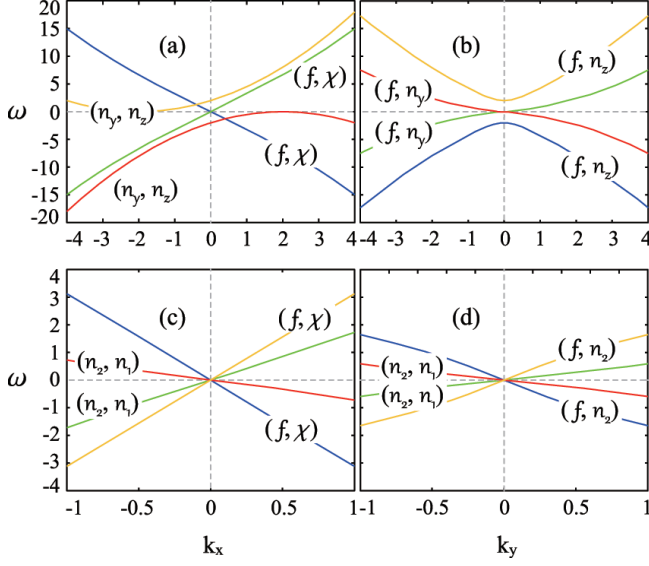 20
15
10
5
0
-5
-10
-15
-20
ω
(a)
(f, χ)
(n_y, n_z)
(f, χ)
(n_y, n_z)
-4 -3 -2 -1 0 1 2 3 4
(b)
(f, n_z)
(f, n_y)
(f, n_y)
(f, n_z)
-4 -3 -2 -1 0 1 2 3 4
4
3
2
1
0
-1
-2
-3
-4
ω
(c)
(f, χ)
(n_2, n_1)
(n_2, n_1)
(f, χ)
-1 -0.5 0 0.5 1
k_x
(d)
(f, n_2)
(n_2, n_1)
(n_2, n_1)
(f, n_2)
-1 -0.5 0 0.5 1
k_y